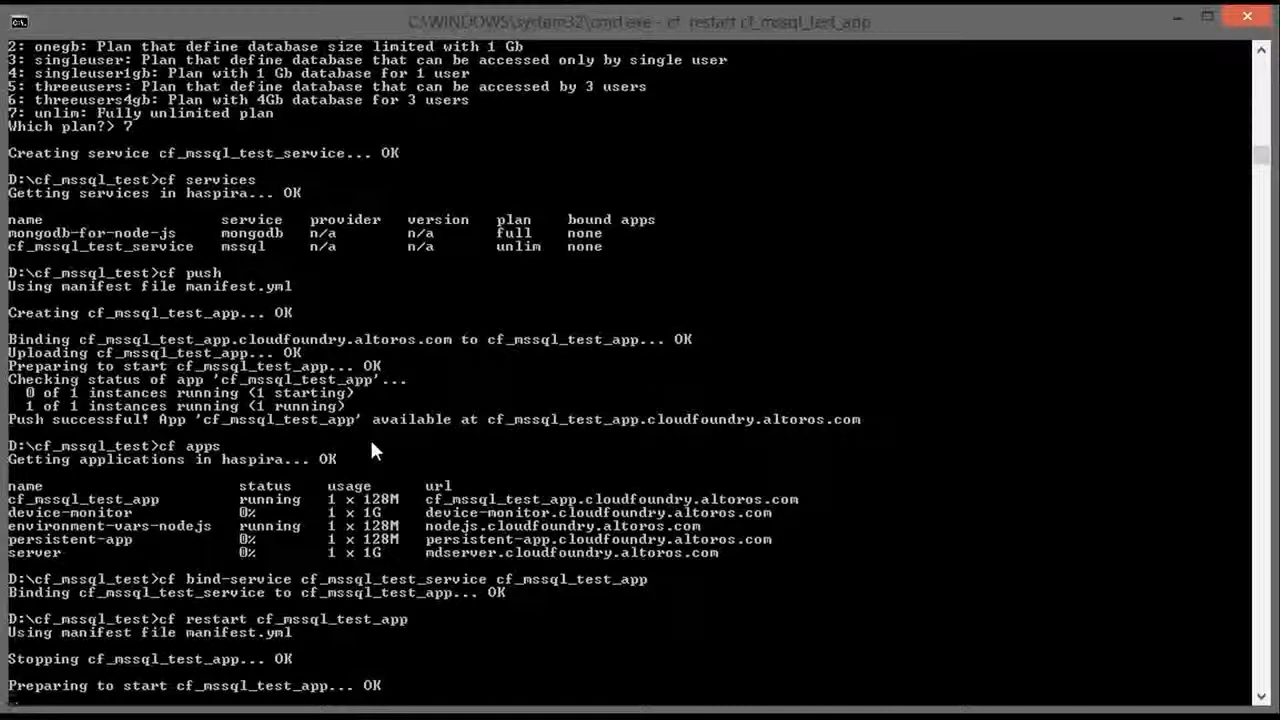 C:\WINDOWS\system32\cmd.exe - cf restart cf_mssql_test_app
2: onegb: Plan that define database size limited with 1 Gb
3: singleuser: Plan that define database that can be accessed only by single user
4: singleuser1gb: Plan with 1 Gb database for 1 user
5: threeusers: Plan that define database that can be accessed by 3 users
6: threeusers4gb: Plan with 4Gb database for 3 users
7: unlim: Fully unlimited plan
Which plan?> 7
Creating service cf_mssql_test_service... OK
D:\cf_mssql_test>cf services
Getting services in haspira... OK
name service provider version plan bound apps
mongodb-for-node-js mongodb n/a n/a full none
cf_mssql_test_service mssql n/a n/a unlim none
D:\cf_mssql_test>cf push
Using manifest file manifest.yml
Creating cf_mssql_test_app... OK
Binding cf_mssql_test_app.cloudfoundry.altoros.com to cf_mssql_test_app... OK
Uploading cf_mssql_test_app... OK
Preparing to start cf_mssql_test_app... OK
Checking status of app 'cf_mssql_test_app'...
0 of 1 instances running (1 starting)
1 of 1 instances running (1 running)
Push successful! App 'cf_mssql_test_app' available at cf_mssql_test_app.cloudfoundry.altoros.com
D:\cf_mssql_test>cf apps
Getting applications in haspira... OK
name status usage url
cf_mssql_test_app running 1 x 128M cf_mssql_test_app.cloudfoundry.altoros.com
device-monitor 0% 1 x 1G device-monitor.cloudfoundry.altoros.com
environment-vars-nodejs running 1 x 128M nodejs.cloudfoundry.altoros.com
persistent-app 0% 1 x 128M persistent-app.cloudfoundry.altoros.com
server 0% 1 x 1G mdserver.cloudfoundry.altoros.com
D:\cf_mssql_test>cf bind-service cf_mssql_test_service cf_mssql_test_app
Binding cf_mssql_test_service to cf_mssql_test_app... OK
D:\cf_mssql_test>cf restart cf_mssql_test_app
Using manifest file manifest.yml
Stopping cf_mssql_test_app... OK
Preparing to start cf_mssql_test_app... OK